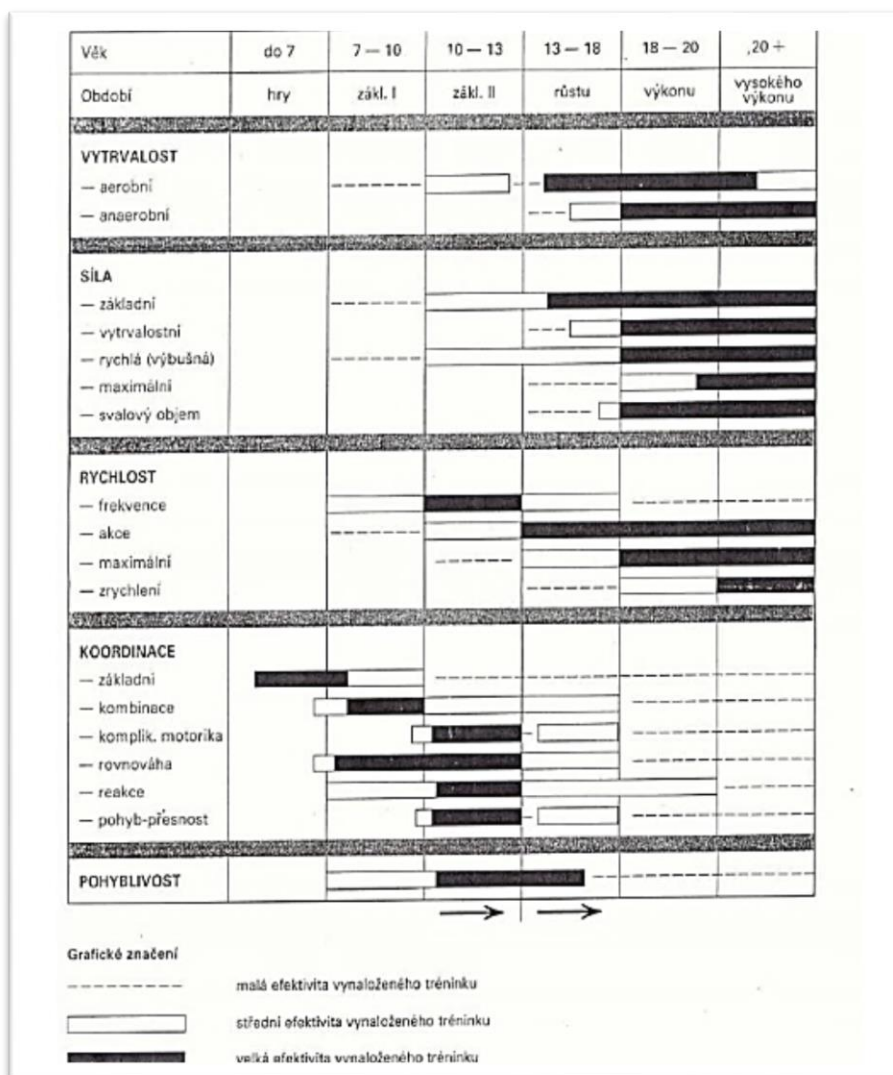 Věk do 7 7 — 10 10 — 13 13 — 18 18 — 20 ,20 +
Období hry zákl. I zákl. II růstu výkonu vysokého výkonu
VYTRVALOST
— aerobní
— anaerobní
SÍLA
— základní
— vytrvalostní
— rychlá (výbušná)
— maximální
— svalový objem
RYCHLOST
— frekvence
— akce
— maximální
— zrychlení
KOORDINACE
— základní
— kombinace
— komplik. motorika
— rovnováha
— reakce
— pohyb-přesnost
POHYBLIVOST
Grafické značení
malá efektivita vynaloženého tréninku
střední efektivita vynaloženého tréninku
velká efektivita vynaloženého tréninku